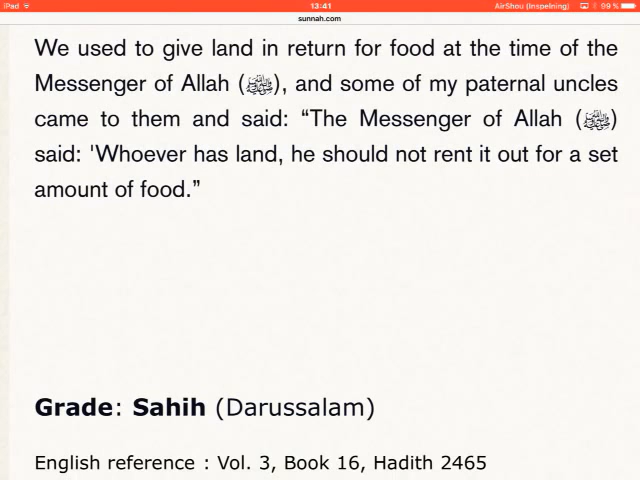 iPad 13:41 AirShou (Inspelning) 99 %
sunnah.com
We used to give land in return for food at the time of the
Messenger of Allah (ﷺ), and some of my paternal uncles
came to them and said: “The Messenger of Allah (ﷺ)
said: 'Whoever has land, he should not rent it out for a set
amount of food.”
Grade: Sahih (Darussalam)
English reference : Vol. 3, Book 16, Hadith 2465